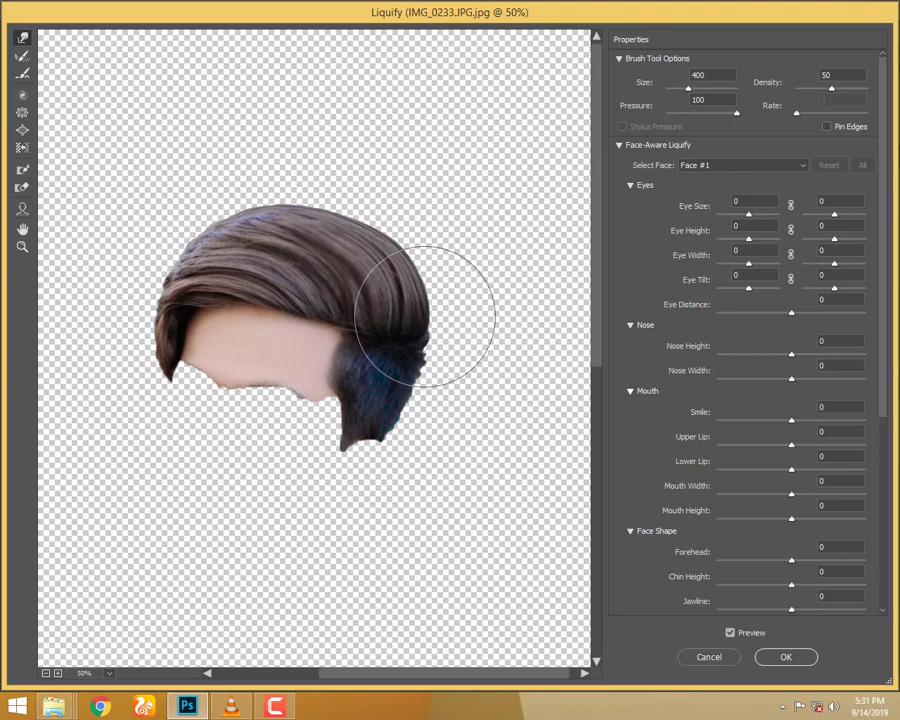 Liquify (IMG_0233.JPG.jpg @ 50%)
Properties
Brush Tool Options
Size: 400 Density: 50
Pressure: 100 Rate: 0
Stylus Pressure Pin Edges
Face-Aware Liquify
Select Face: Face #1 Reset All
Eyes
Eye Size: 0 0
Eye Height: 0 0
Eye Width: 0 0
Eye Tilt: 0 0
Eye Distance: 0
Nose
Nose Height: 0
Nose Width: 0
Mouth
Smile: 0
Upper Lip: 0
Lower Lip: 0
Mouth Width: 0
Mouth Height: 0
Face Shape
Forehead: 0
Chin Height: 0
Jawline: 0
Preview
Cancel OK
50%
Ps
5:31 PM
9/14/2019